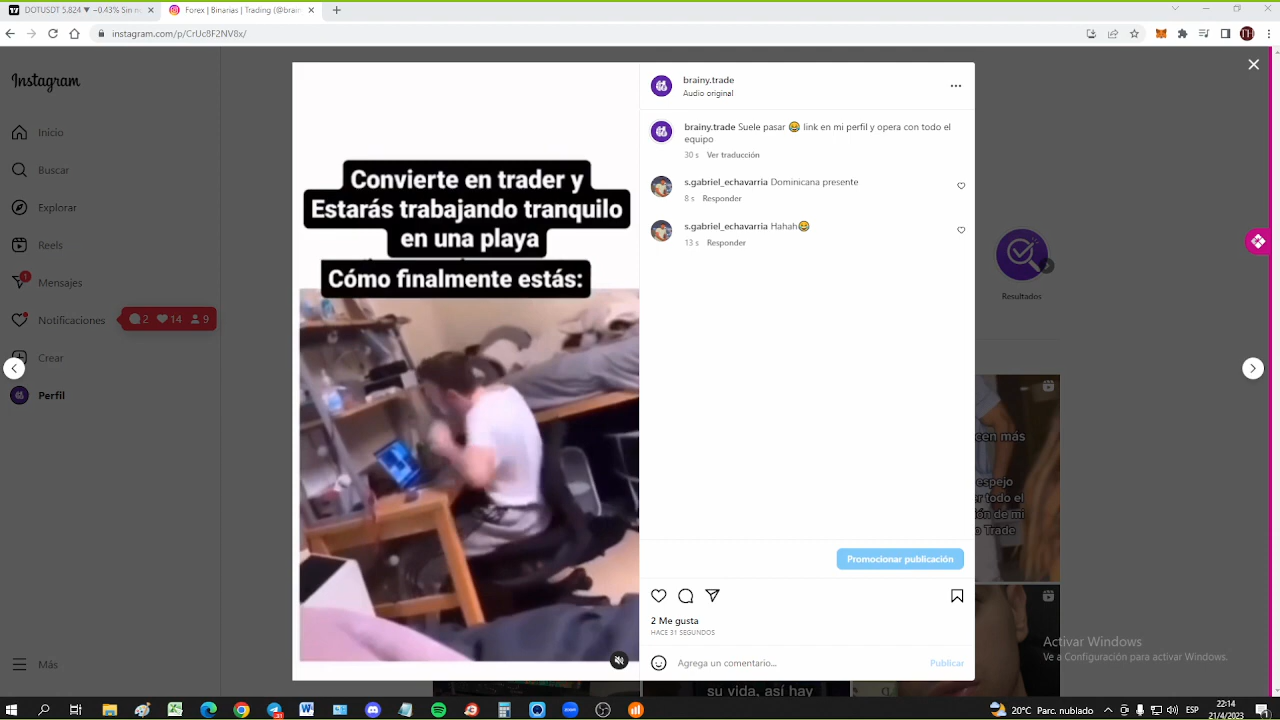 DOTUSDT 5.824 ▼ −0.43% Sin n
Forex | Binarias | Trading (@brain
instagram.com/p/CrUc8F2NV8x/
Instagram
Inicio
Buscar
Explorar
Reels
1
Mensajes
Notificaciones
2 14 9
Crear
Perfil
Más
Convierte en trader y
Estarás trabajando tranquilo
en una playa
Cómo finalmente estás:
brainy.trade
Audio original
brainy.trade Suele pasar 😂 link en mi perfil y opera con todo el
equipo
30 s Ver traducción
s.gabriel_echavarria Dominicana presente
8 s Responder
s.gabriel_echavarria Hahah😂
13 s Responder
Promocionar publicación
2 Me gusta
HACE 31 SEGUNDOS
Agrega un comentario...
Publicar
Resultados
cen más
espejo
er todo el
ón de mi
o Trade
su vida, así hay
Activar Windows
Ve a Configuración para activar Windows.
20°C Parc. nublado
ESP
22:14
21/4/2023